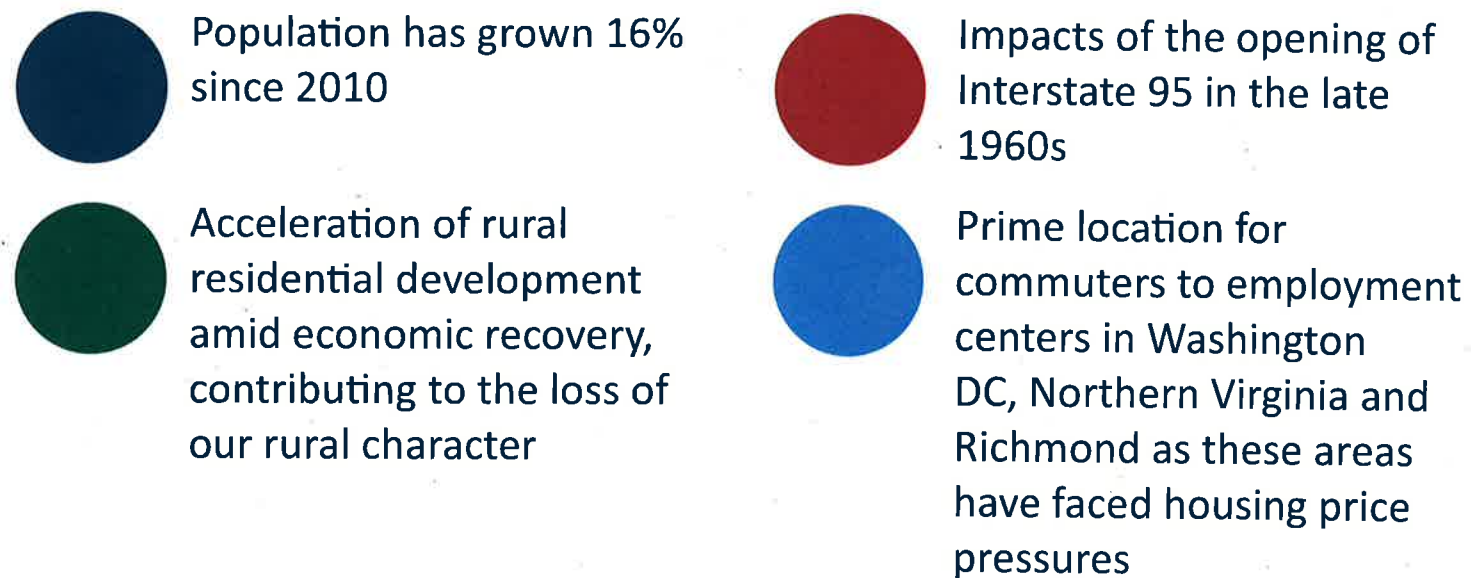 Population has grown 16%
since 2010
Acceleration of rural
residential development
amid economic recovery,
contributing to the loss of
our rural character
Impacts of the opening of
Interstate 95 in the late
1960s
Prime location for
commuters to employment
centers in Washington
DC, Northern Virginia and
Richmond as these areas
have faced housing price
pressures